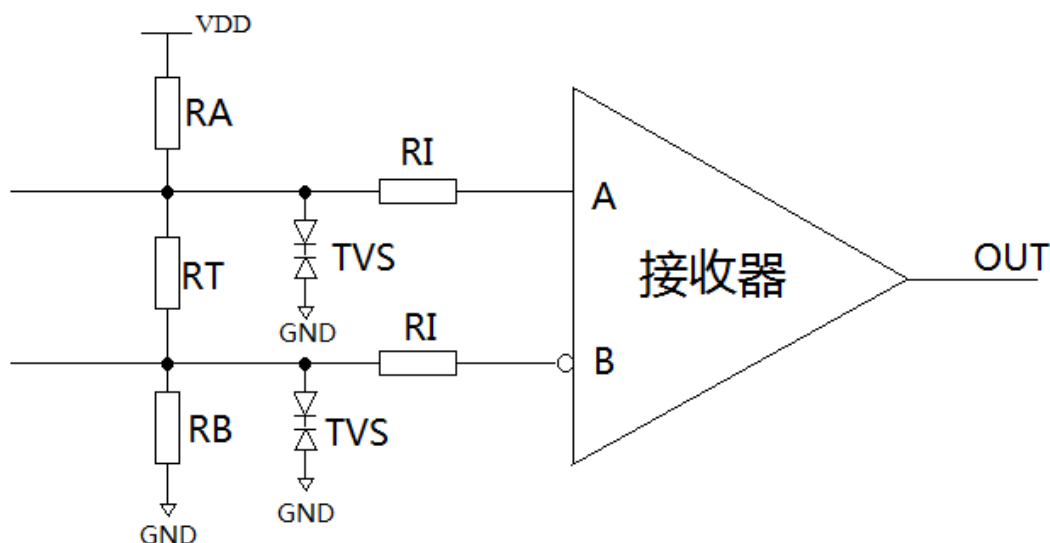 VDD
RA
RI
A
RT
TVS
接收器
OUT
GND
RI
B
RB
TVS
GND
GND